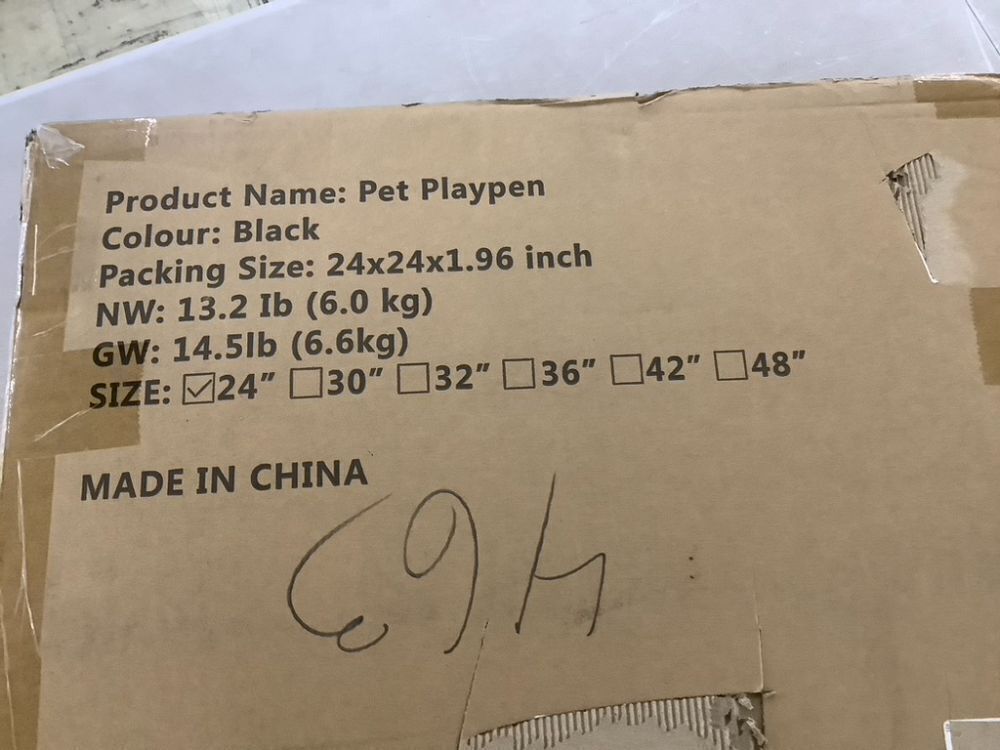 Product Name: Pet Playpen
Colour: Black
Packing Size: 24x24x1.96 inch
NW: 13.2 Ib (6.0 kg)
GW: 14.5lb (6.6kg)
SIZE: ☑24” ☐30” ☐32” ☐36” ☐42” ☐48”
MADE IN CHINA